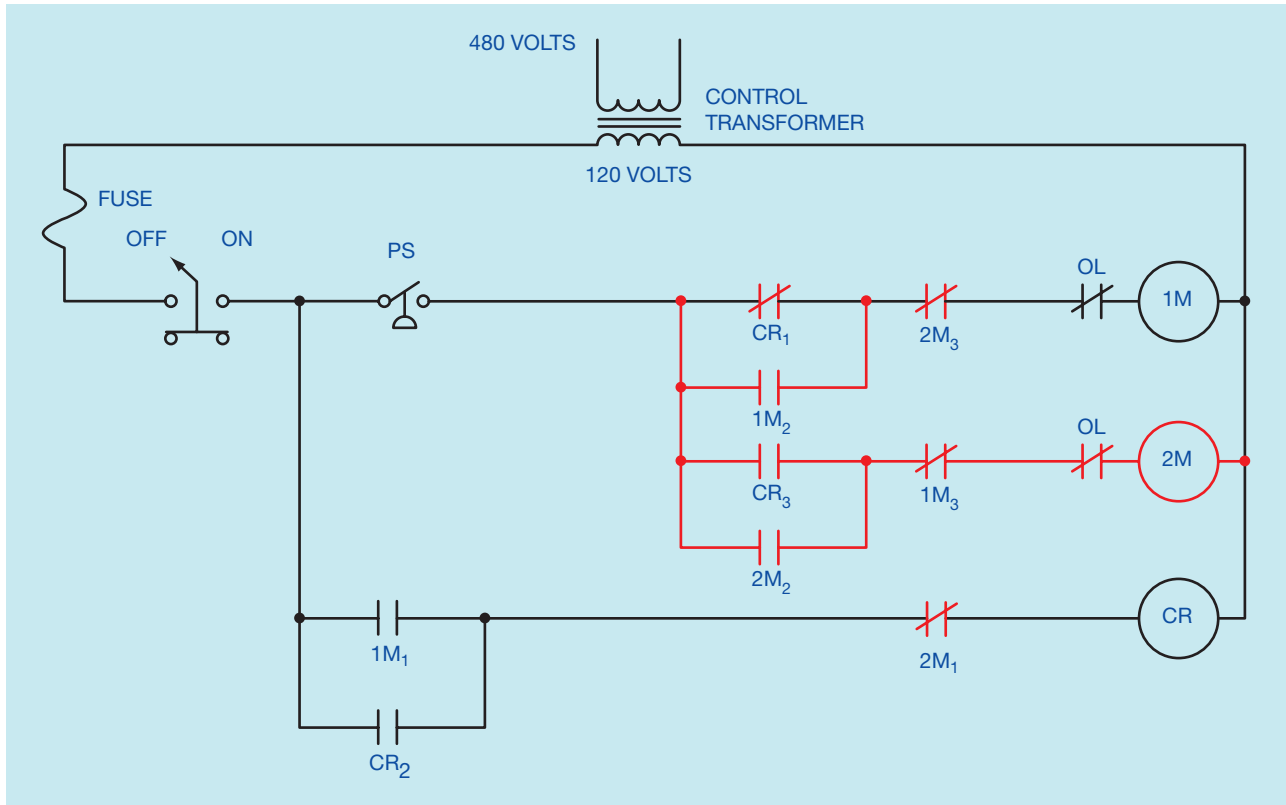 480 VOLTS
CONTROL
TRANSFORMER
120 VOLTS
FUSE
OFF ON
PS
OL
1M
CR₁
2M₃
1M₂
OL
2M
CR₃
1M₃
2M₂
CR
1M₁
2M₁
CR₂